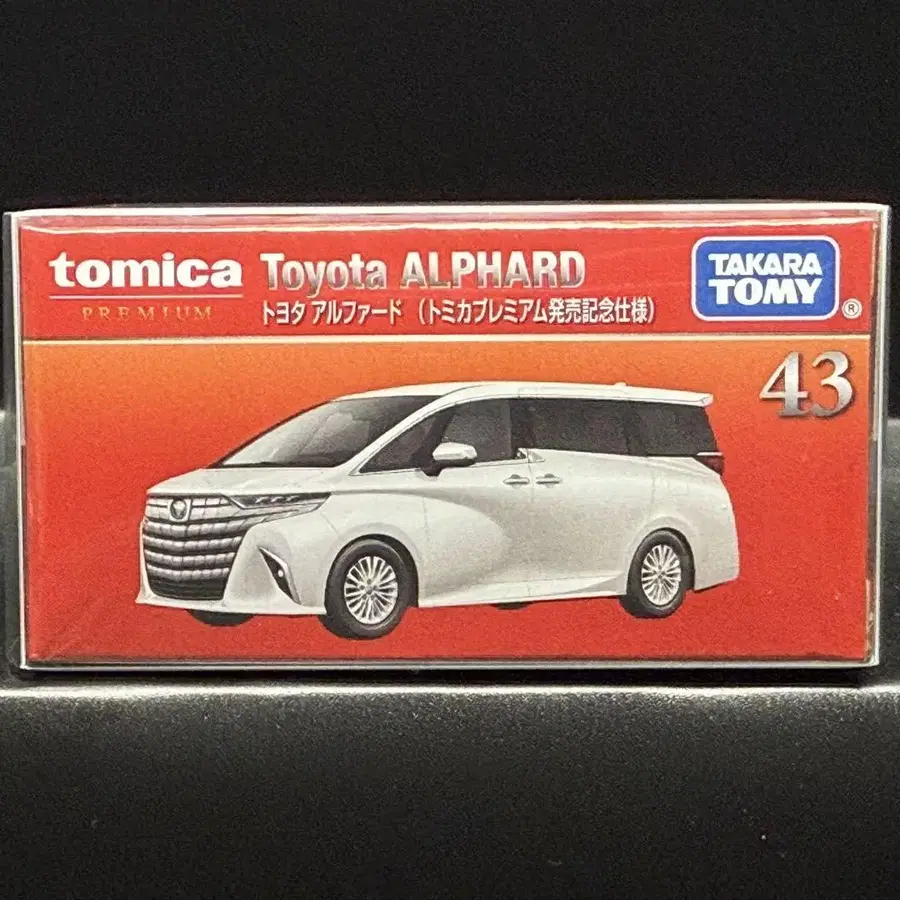 tomica
PREMIUM
Toyota ALPHARD
トヨタ アルファード （トミカプレミアム発売記念仕様）
TAKARA
TOMY
®
43